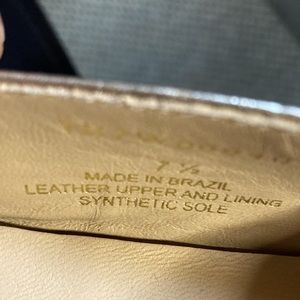 7 ½
MADE IN BRAZIL
LEATHER UPPER AND LINING
SYNTHETIC SOLE